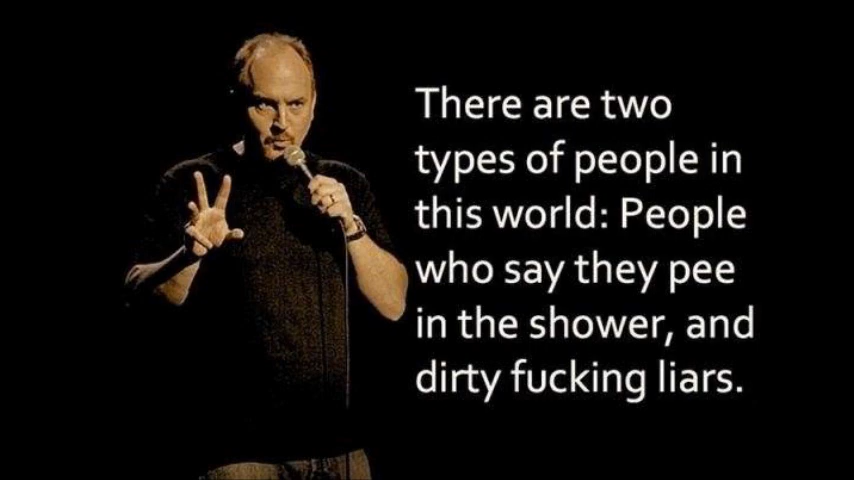 There are two
types of people in
this world: People
who say they pee
in the shower, and
dirty fucking liars.